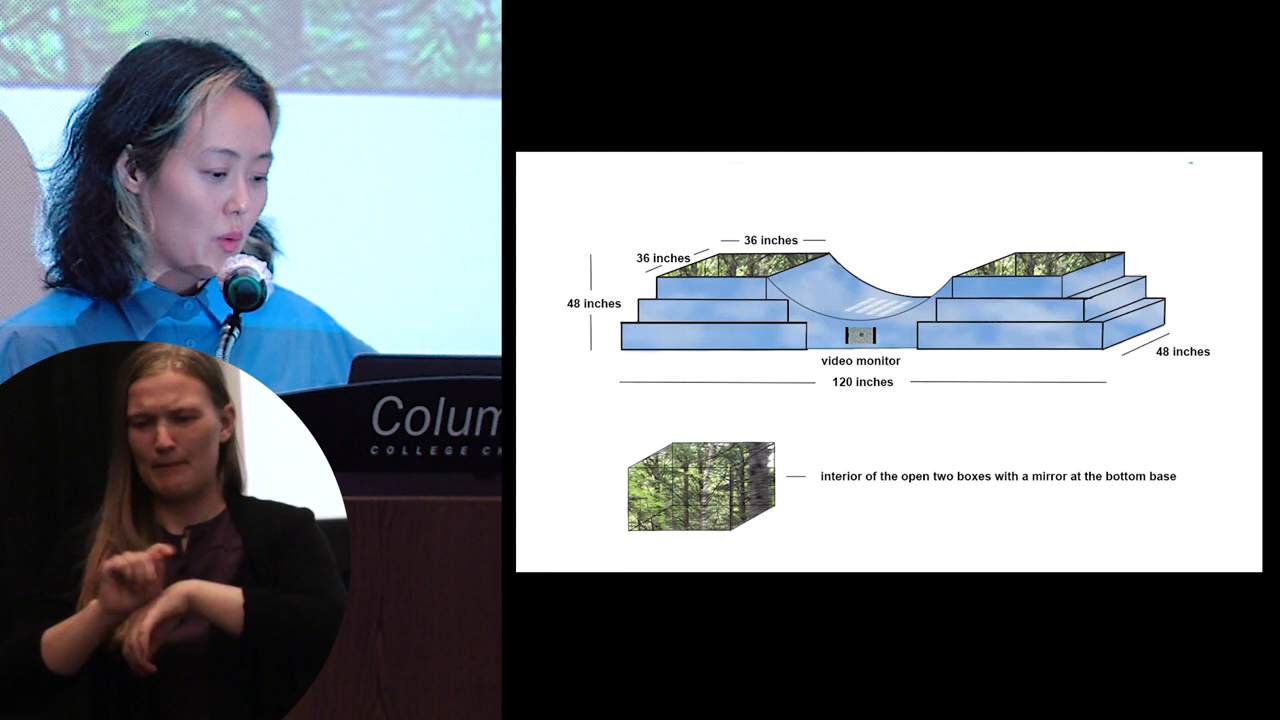 Colum
COLLEGE CH
36 inches
36 inches
48 inches
48 inches
video monitor
120 inches
interior of the open two boxes with a mirror at the bottom base